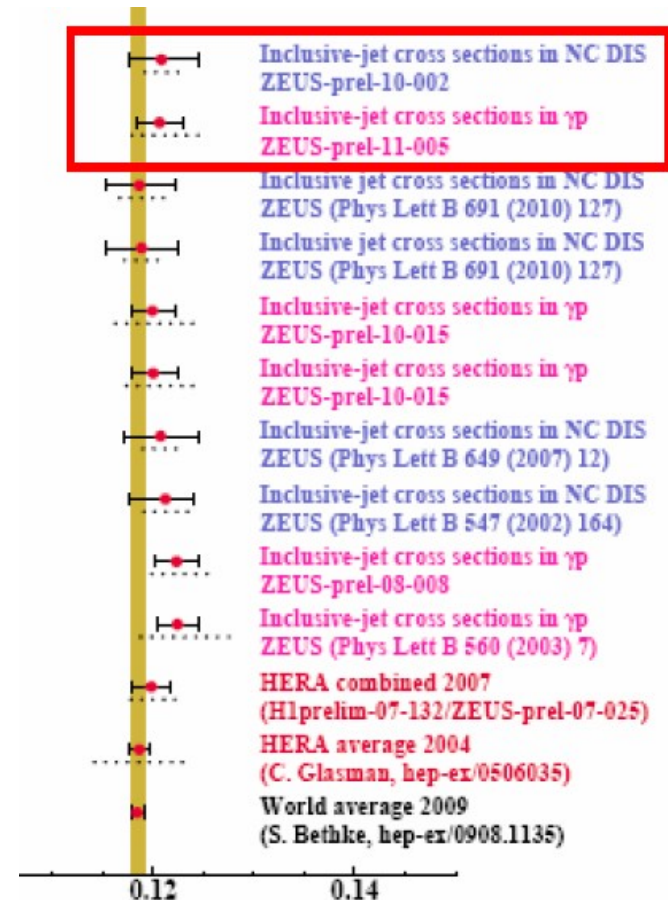 Inclusive-jet cross sections in NC DIS
ZEUS-prel-10-002
Inclusive-jet cross sections in γp
ZEUS-prel-11-005
Inclusive jet cross sections in NC DIS
ZEUS (Phys Lett B 691 (2010) 127)
Inclusive jet cross sections in NC DIS
ZEUS (Phys Lett B 691 (2010) 127)
Inclusive-jet cross sections in γp
ZEUS-prel-10-015
Inclusive-jet cross sections in γp
ZEUS-prel-10-015
Inclusive-jet cross sections in NC DIS
ZEUS (Phys Lett B 649 (2007) 12)
Inclusive-jet cross sections in NC DIS
ZEUS (Phys Lett B 547 (2002) 164)
Inclusive-jet cross sections in γp
ZEUS-prel-08-008
Inclusive-jet cross sections in γp
ZEUS (Phys Lett B 560 (2003) 7)
HERA combined 2007
(H1prelim-07-132/ZEUS-prel-07-025)
HERA average 2004
(C. Glasman, hep-ex/0506035)
World average 2009
(S. Bethke, hep-ex/0908.1135)
0.12 0.14